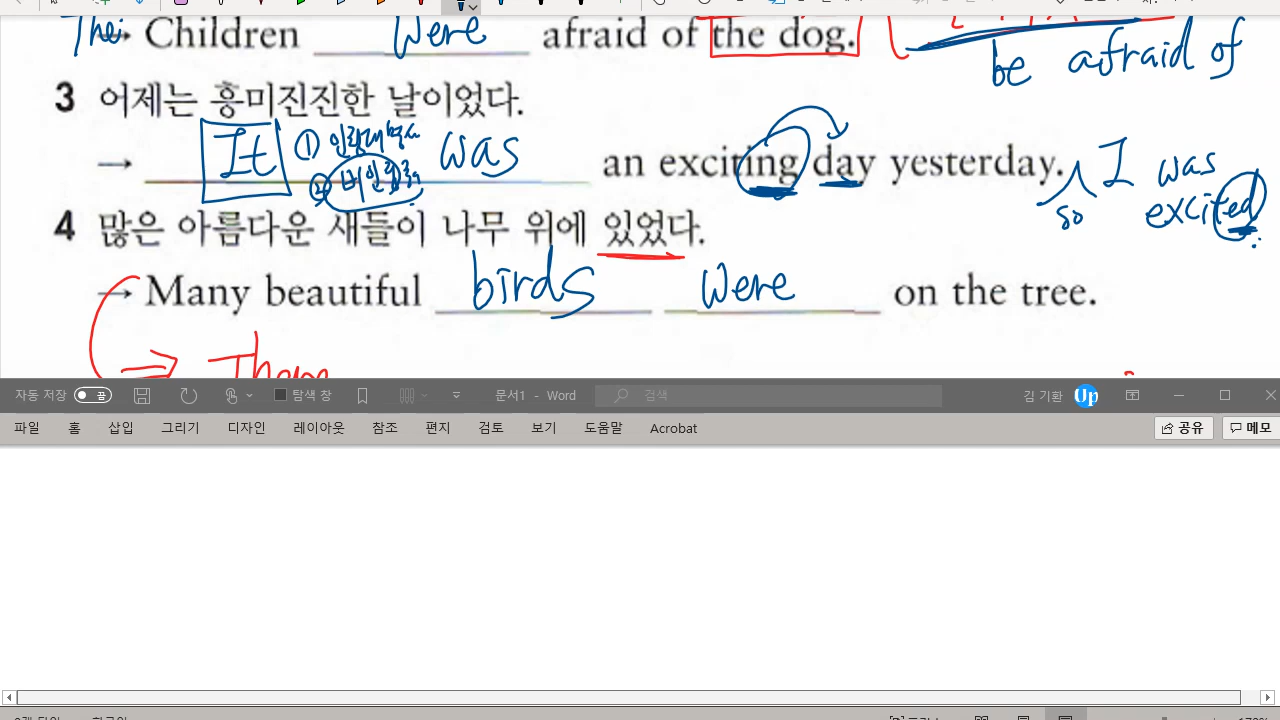 The → Children were afraid of the dog.
be afraid of
3 어제는 흥미진진한 날이었다.
→ It ① 인칭대명사 ② 비인칭주어 was an exciting day yesterday. so I was excited
4 많은 아름다운 새들이 나무 위에 있었다.
→ Many beautiful birds were on the tree.
⇒ There
자동 저장 끔 탐색 창 문서1 - Word 검색 김 기환 Up
파일 홈 삽입 그리기 디자인 레이아웃 참조 편지 검토 보기 도움말 Acrobat 공유 메모